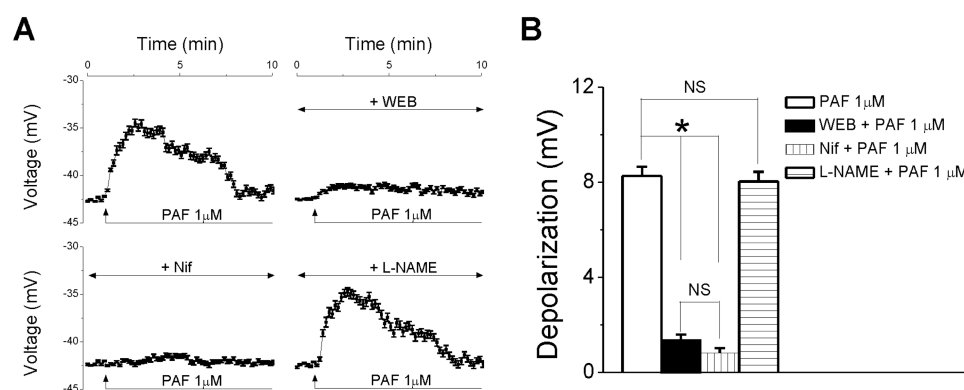 A
Time (min)
Time (min)
0 5 10
0 5 10
-30
-35
-40
-45
Voltage (mV)
PAF 1μM
+ WEB
PAF 1μM
-30
-35
-40
-45
Voltage (mV)
+ Nif
PAF 1μM
+ L-NAME
PAF 1μM
B
Depolarization (mV)
12
8
4
0
NS
*
NS
PAF 1μM
WEB + PAF 1 μM
Nif + PAF 1 μM
L-NAME + PAF 1 μM